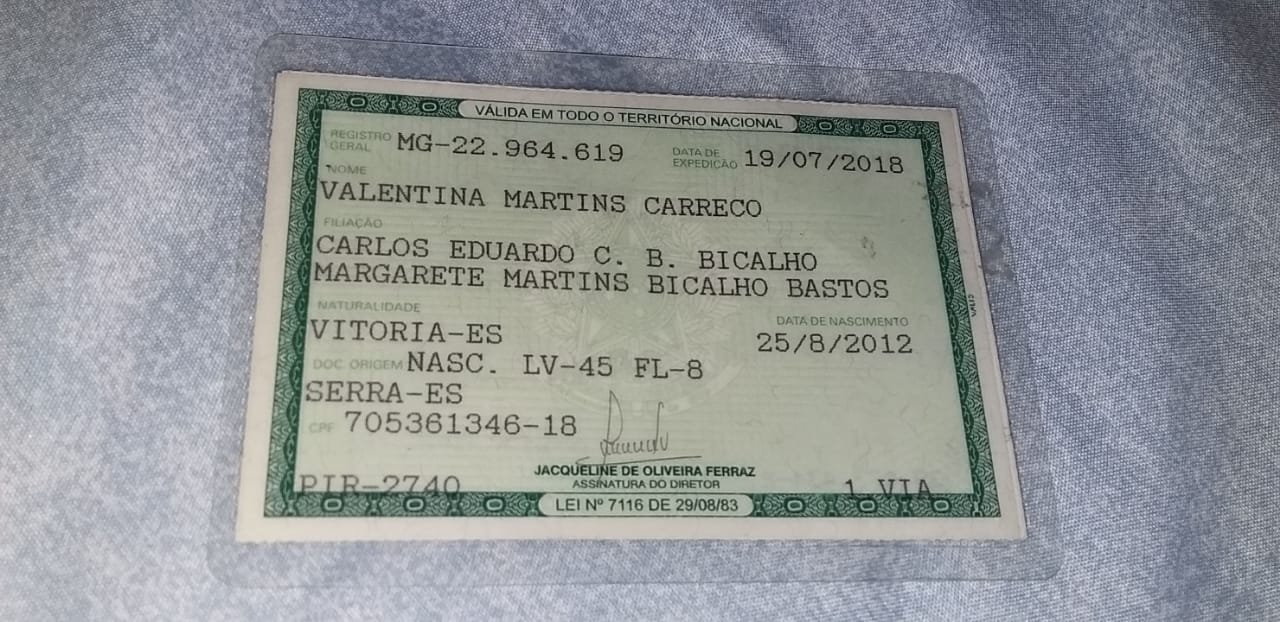 VÁLIDA EM TODO O TERRITÓRIO NACIONAL
REGISTRO GERAL MG-22.964.619 DATA DE EXPEDIÇÃO 19/07/2018
NOME
VALENTINA MARTINS CARRECO
FILIAÇÃO
CARLOS EDUARDO C. B. BICALHO
MARGARETE MARTINS BICALHO BASTOS
NATURALIDADE DATA DE NASCIMENTO
VITORIA-ES 25/8/2012
DOC. ORIGEM NASC. LV-45 FL-8
SERRA-ES
CPF 705361346-18
JACQUELINE DE OLIVEIRA FERRAZ
PIR-2740 ASSINATURA DO DIRETOR 1 VIA
LEI Nº 7116 DE 29/08/83